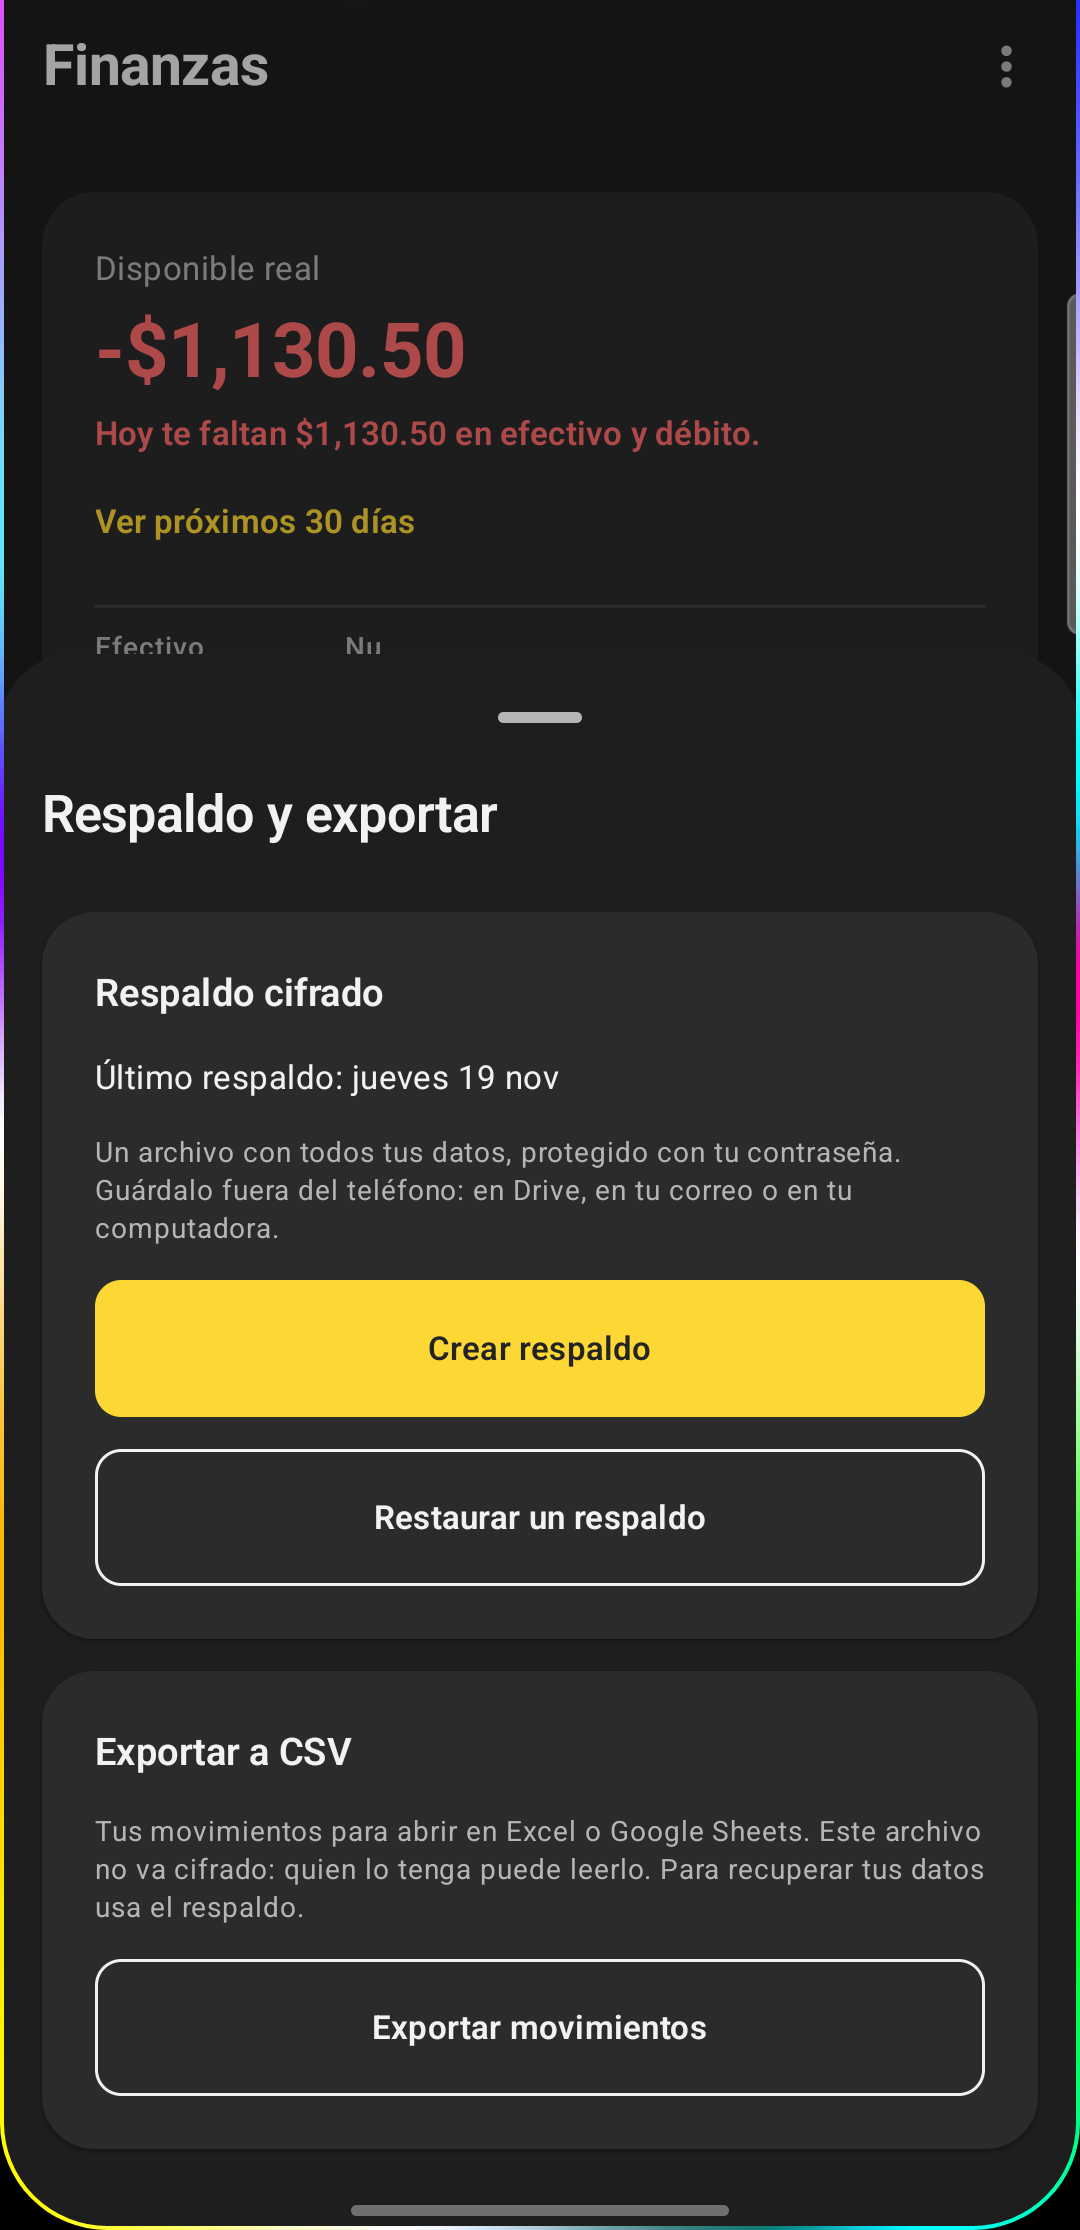 Finanzas
Disponible real
-$1,130.50
Hoy te faltan $1,130.50 en efectivo y débito.
Ver próximos 30 días
Efectivo Nu
Respaldo y exportar
Respaldo cifrado
Último respaldo: jueves 19 nov
Un archivo con todos tus datos, protegido con tu contraseña.
Guárdalo fuera del teléfono: en Drive, en tu correo o en tu
computadora.
Crear respaldo
Restaurar un respaldo
Exportar a CSV
Tus movimientos para abrir en Excel o Google Sheets. Este archivo
no va cifrado: quien lo tenga puede leerlo. Para recuperar tus datos
usa el respaldo.
Exportar movimientos